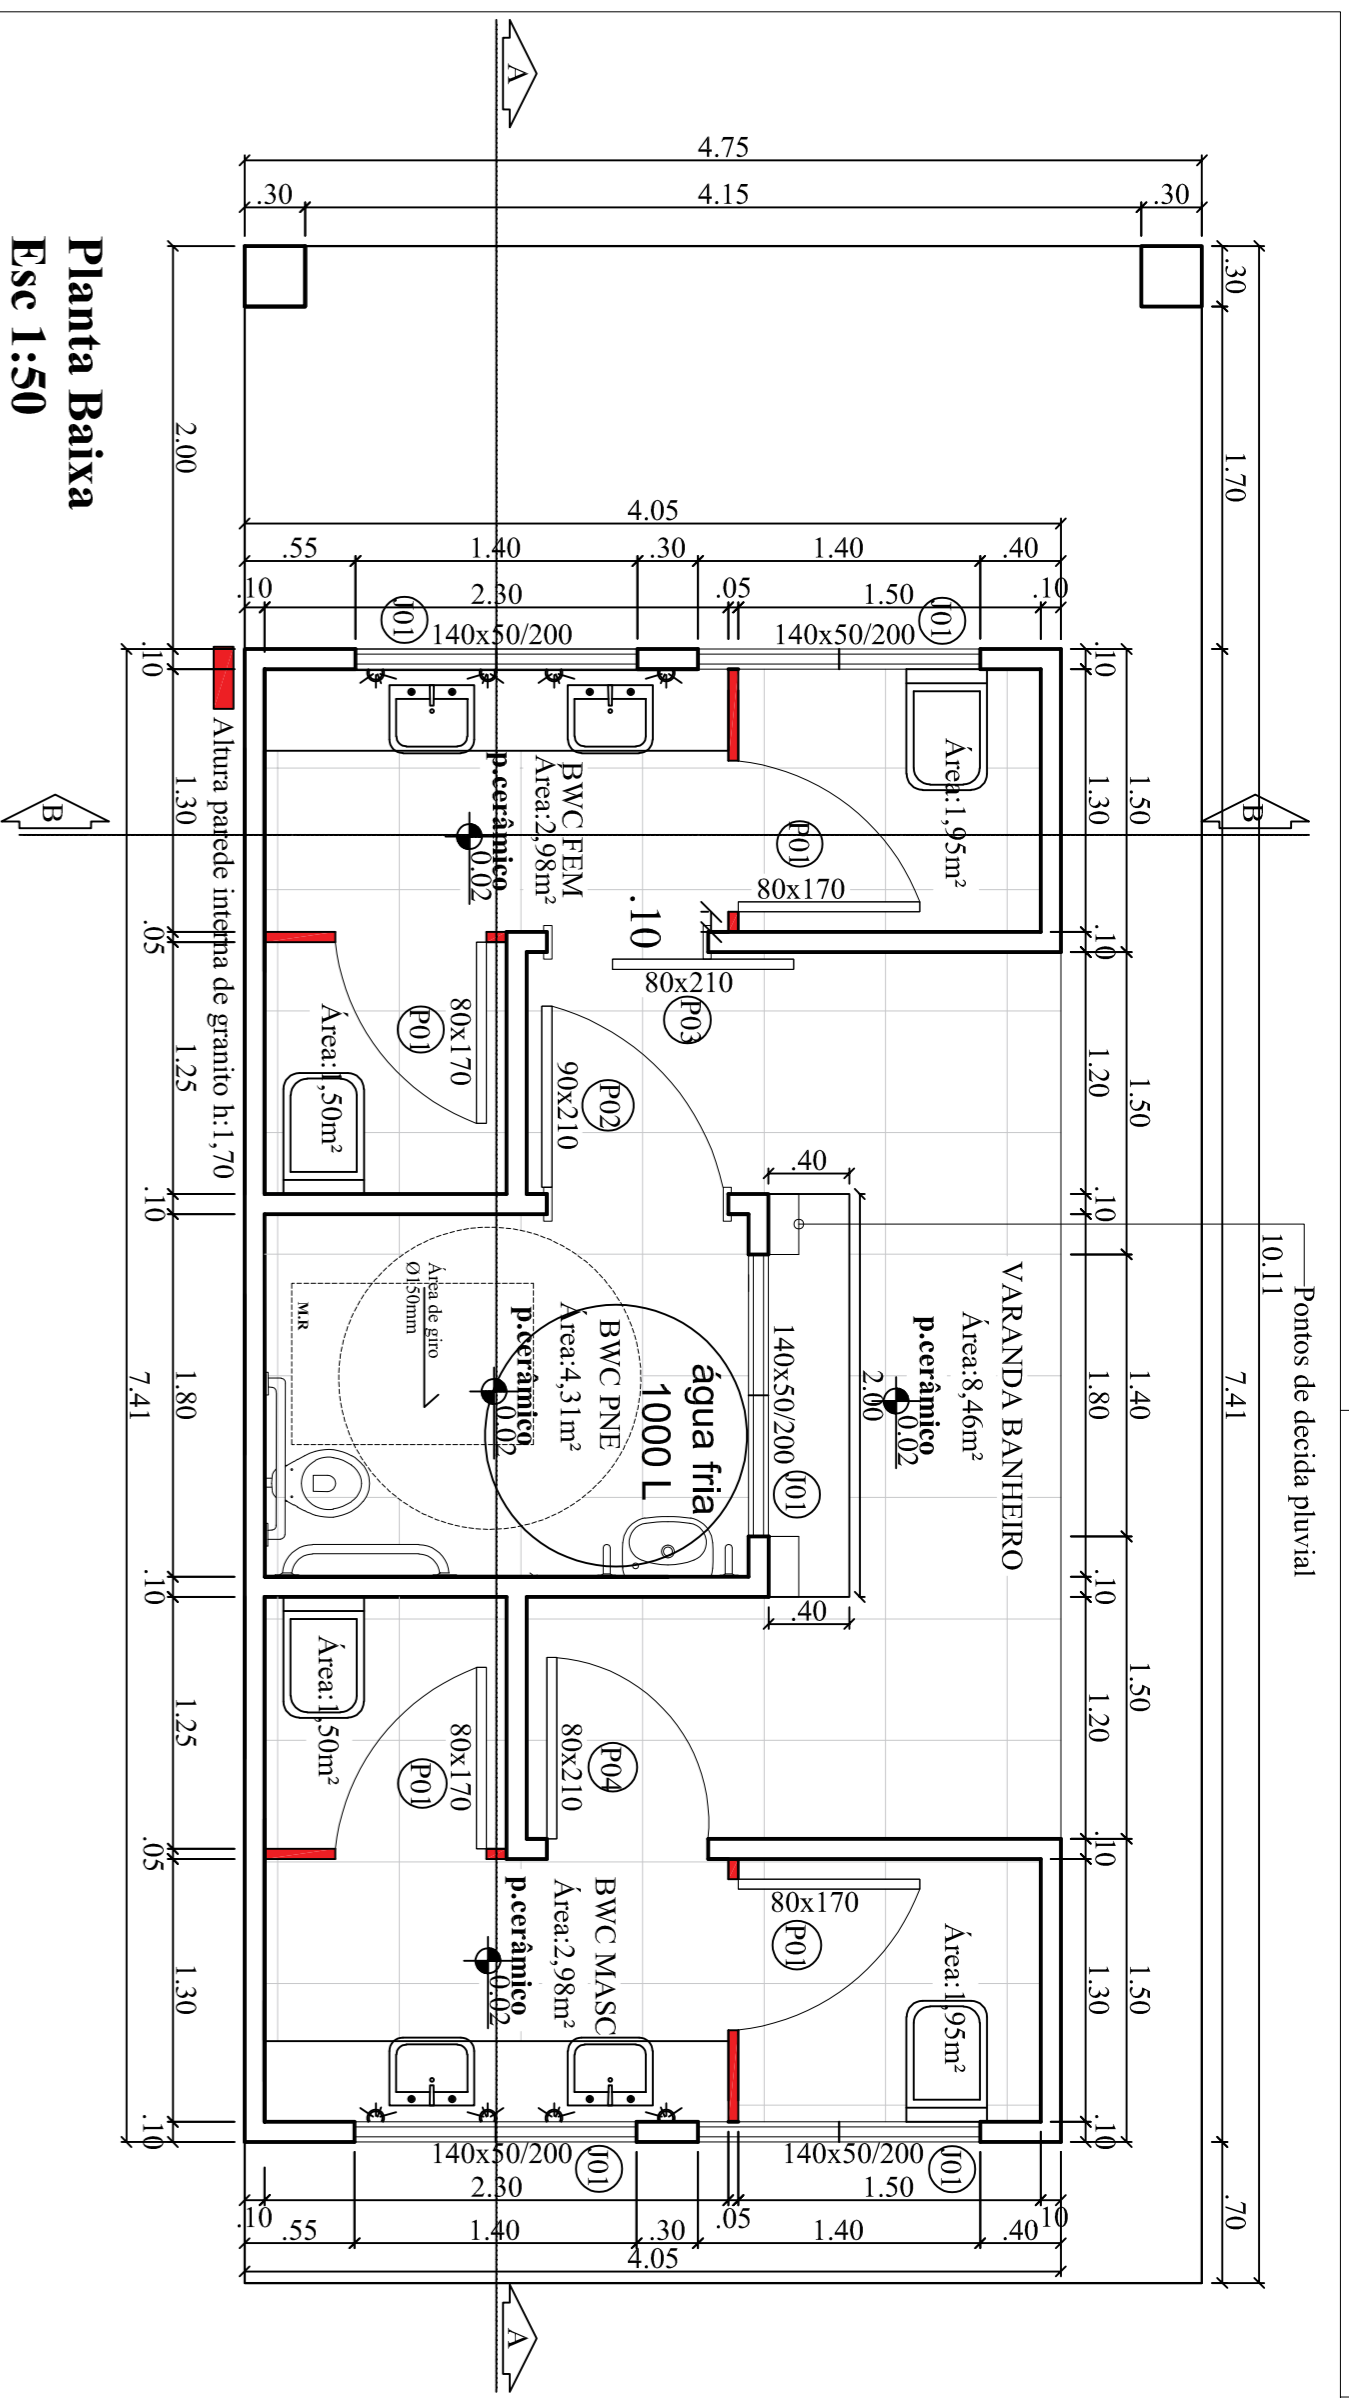 Pontos de decida pluvial
10.11
.30
1.70
7.41
.70
1.50
1.50
1.40
1.50
1.50
.10
1.30
.10
1.20
.10
1.80
.10
1.20
.10
1.30
.10
B
A
4.75
.30
4.15
.30
4.05
.40
1.40
.30
1.40
.55
.10
1.50
.05
2.30
.10
J01
140x50/200
J01
140x50/200
Área:1,95m²
P01
80x170
.10
80x210
P03
BWC FEM
Área:2,98m²
p.cerâmico
0.02
P02
90x210
80x170
P01
Área:1,50m²
VARANDA BANHEIRO
Área:8,46m²
p.cerâmico
0.02
.40
2.00
.40
140x50/200
J01
água fria
1000 L
BWC PNE
Área:4,31m²
p.cerâmico
0.02
Área de giro
Ø150mm
M.R
P04
80x210
80x170
P01
Área:1,50m²
BWC MASC
Área:2,98m²
p.cerâmico
0.02
Área:1,95m²
P01
80x170
J01
140x50/200
J01
140x50/200
.10
1.50
.05
2.30
.10
.40
1.40
.30
1.40
.55
4.05
A
Altura parede interna de granito h:1,70
2.00
.10
1.30
.05
1.25
.10
1.80
.10
1.25
.05
1.30
.10
7.41
B
Planta Baixa
Esc 1:50